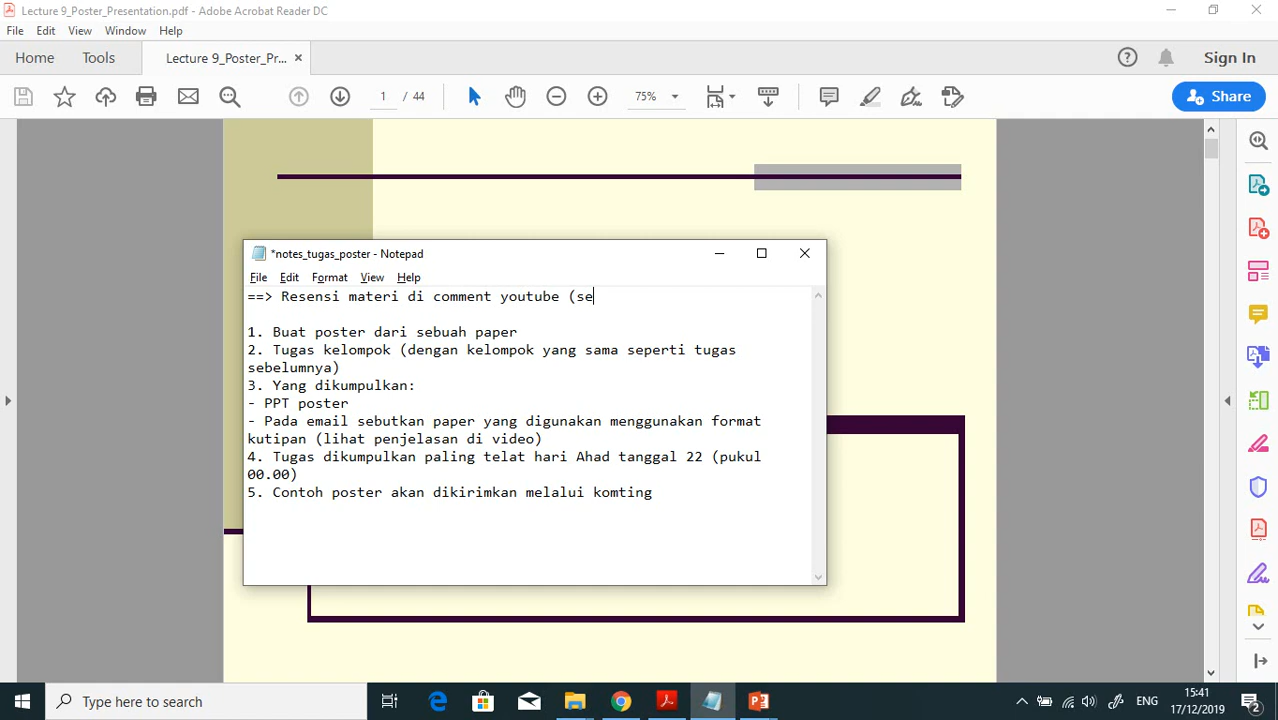 Lecture 9_Poster_Presentation.pdf - Adobe Acrobat Reader DC
File Edit View Window Help
Home Tools Lecture 9_Poster_Pr... Sign In
1 / 44 75% Share
*notes_tugas_poster - Notepad
File Edit Format View Help
==> Resensi materi di comment youtube (se
1. Buat poster dari sebuah paper
2. Tugas kelompok (dengan kelompok yang sama seperti tugas
sebelumnya)
3. Yang dikumpulkan:
- PPT poster
- Pada email sebutkan paper yang digunakan menggunakan format
kutipan (lihat penjelasan di video)
4. Tugas dikumpulkan paling telat hari Ahad tanggal 22 (pukul
00.00)
5. Contoh poster akan dikirimkan melalui komting
Type here to search
ENG
15:41
17/12/2019
2